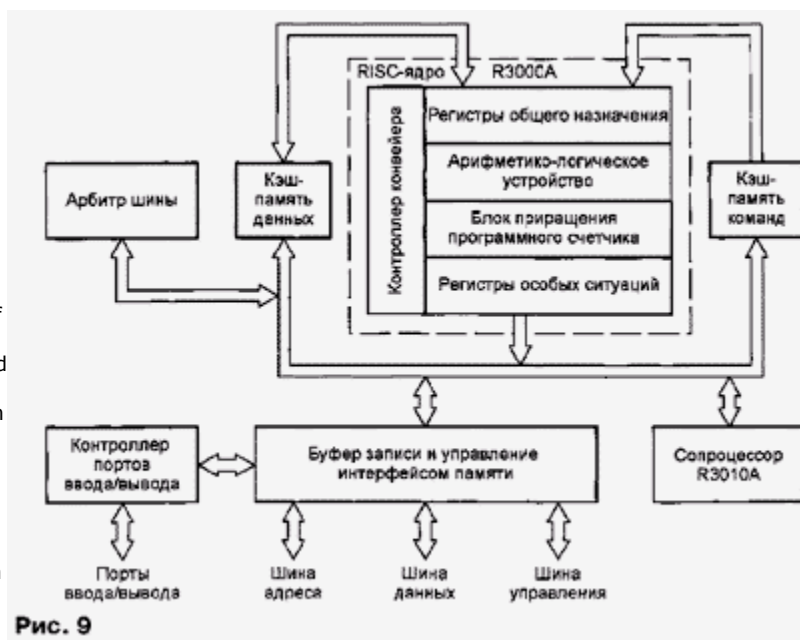 RISC-ядро R3000A
Регистры общего назначения
Контроллер конвейера
Арифметико-логическое
устройство
Блок приращения
программного счетчика
Регистры особых ситуаций
Арбитр шины
Кэш-
память
данных
Кэш-
память
команд
Контроллер
портов
ввода/вывода
Буфер записи и управление
интерфейсом памяти
Сопроцессор
R3010A
Порты
ввода/вывода
Шина
адреса
Шина
данных
Шина
управления
Рис. 9